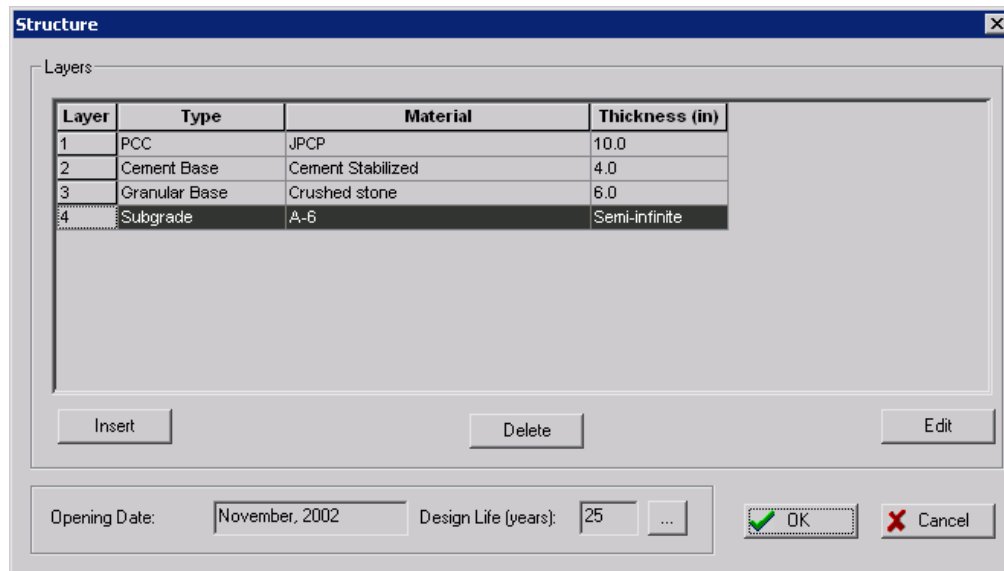 Structure
Layers
Layer Type Material Thickness (in)
1 PCC JPCP 10.0
2 Cement Base Cement Stabilized 4.0
3 Granular Base Crushed stone 6.0
4 Subgrade A-6 Semi-infinite
Insert Delete Edit
Opening Date: November, 2002 Design Life (years): 25 ... OK Cancel